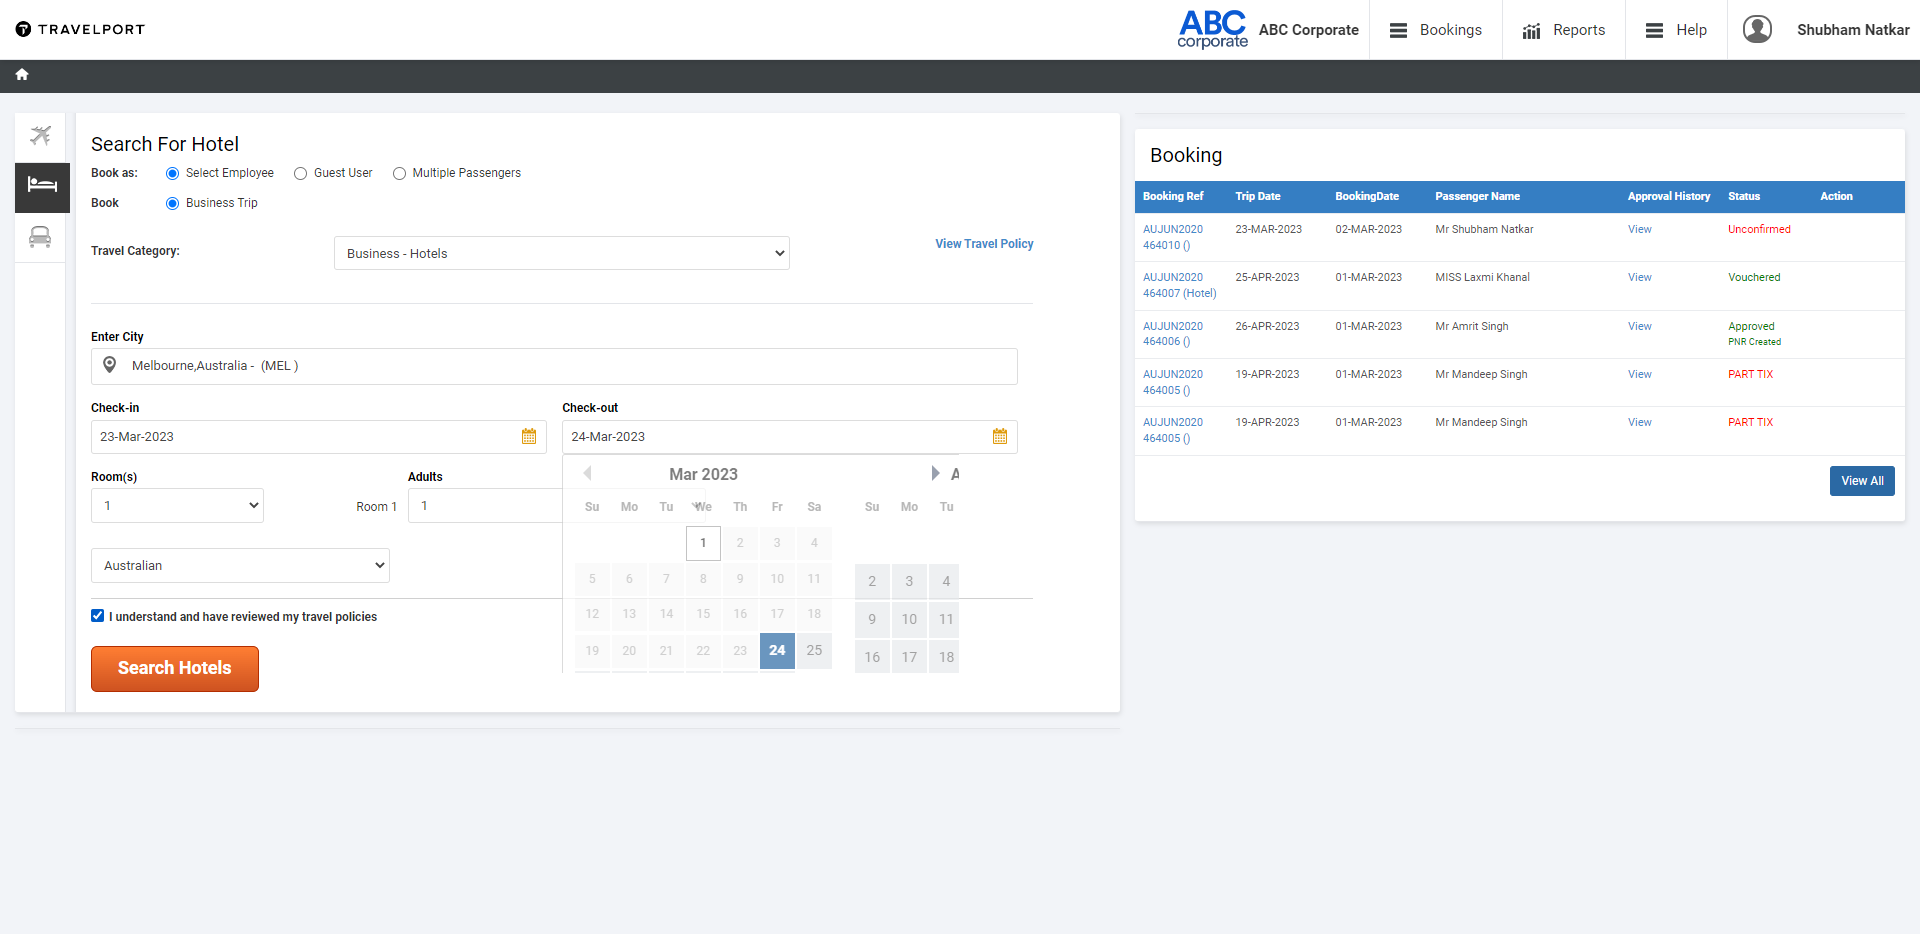 TRAVELPORT
ABC
corporate
ABC Corporate
Bookings
Reports
Help
Shubham Natkar
Search For Hotel
Book as: Select Employee Guest User Multiple Passengers
Book Business Trip
Travel Category: Business - Hotels View Travel Policy
Enter City
Melbourne,Australia - (MEL )
Check-in Check-out
23-Mar-2023 24-Mar-2023
Room(s) Adults
1 Room 1 1
Australian
I understand and have reviewed my travel policies
Search Hotels
Mar 2023
Su Mo Tu We Th Fr Sa Su Mo Tu
1 2 3 4
5 6 7 8 9 10 11 2 3 4
12 13 14 15 16 17 18 9 10 11
19 20 21 22 23 24 25 16 17 18
Booking
Booking Ref Trip Date BookingDate Passenger Name Approval History Status Action
AUJUN2020 23-MAR-2023 02-MAR-2023 Mr Shubham Natkar View Unconfirmed
464010 ()
AUJUN2020 25-APR-2023 01-MAR-2023 MISS Laxmi Khanal View Vouchered
464007 (Hotel)
AUJUN2020 26-APR-2023 01-MAR-2023 Mr Amrit Singh View Approved
464006 () PNR Created
AUJUN2020 19-APR-2023 01-MAR-2023 Mr Mandeep Singh View PART TIX
464005 ()
AUJUN2020 19-APR-2023 01-MAR-2023 Mr Mandeep Singh View PART TIX
464005 ()
View All